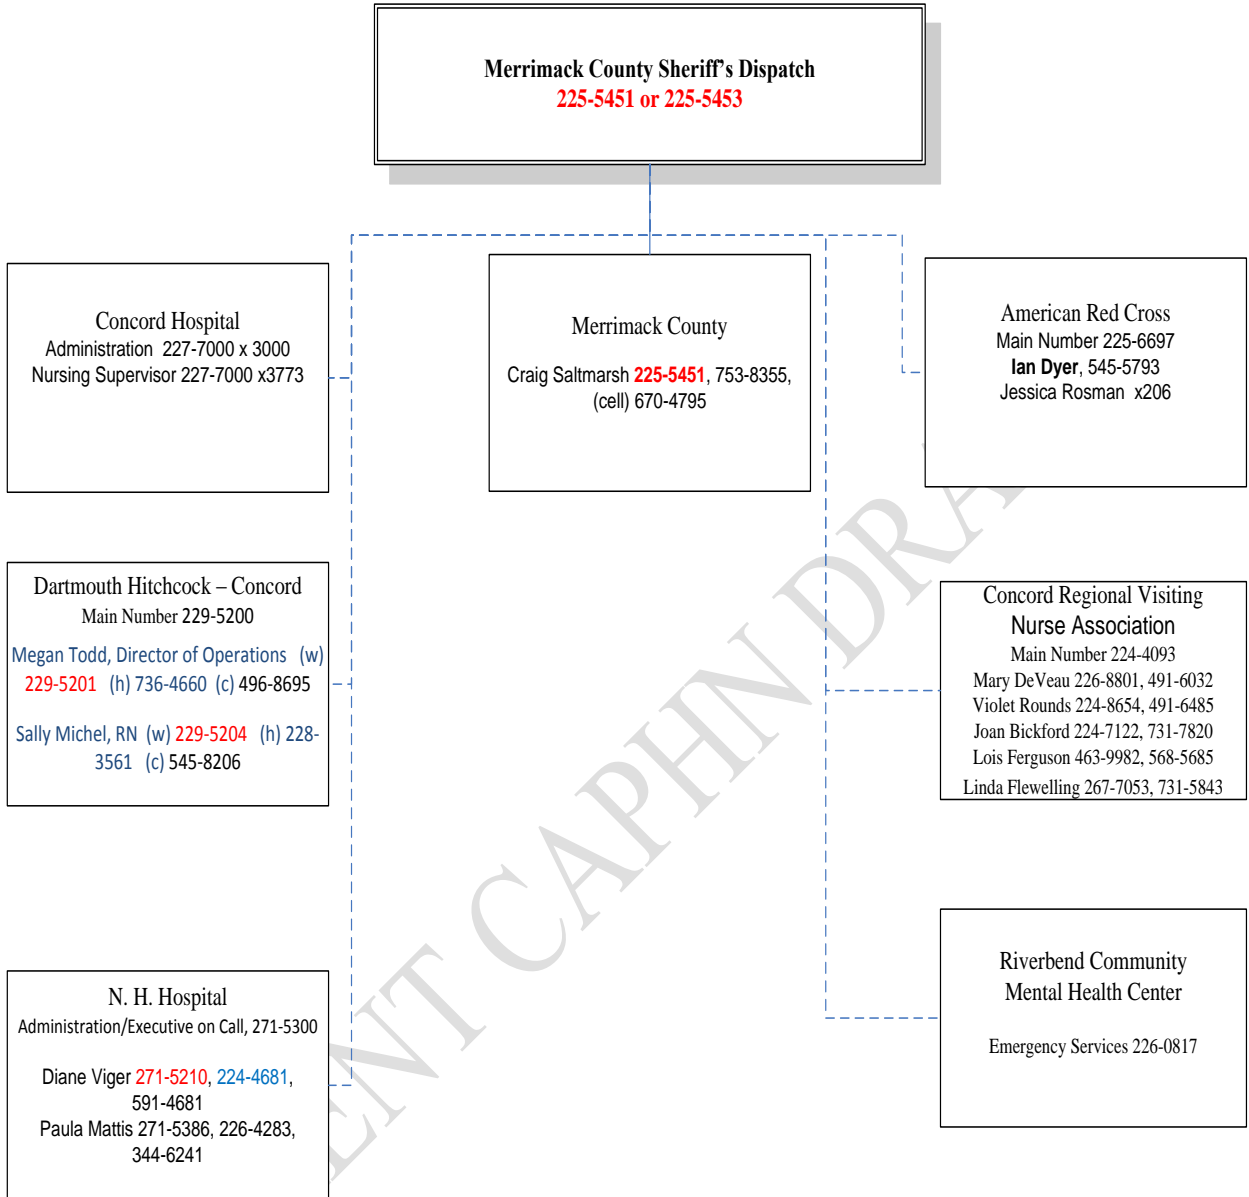 Merrimack County Sheriff's Dispatch
225-5451 or 225-5453
Concord Hospital
Administration 227-7000 x 3000
Nursing Supervisor 227-7000 x3773
Merrimack County
Craig Saltmarsh 225-5451, 753-8355,
(cell) 670-4795
American Red Cross
Main Number 225-6697
Ian Dyer, 545-5793
Jessica Rosman x206
Dartmouth Hitchcock – Concord
Main Number 229-5200
Megan Todd, Director of Operations (w)
229-5201 (h) 736-4660 (c) 496-8695
Sally Michel, RN (w) 229-5204 (h) 228-
3561 (c) 545-8206
Concord Regional Visiting
Nurse Association
Main Number 224-4093
Mary DeVeau 226-8801, 491-6032
Violet Rounds 224-8654, 491-6485
Joan Bickford 224-7122, 731-7820
Lois Ferguson 463-9982, 568-5685
Linda Flewelling 267-7053, 731-5843
N. H. Hospital
Administration/Executive on Call, 271-5300
Diane Viger 271-5210, 224-4681,
591-4681
Paula Mattis 271-5386, 226-4283,
344-6241
Riverbend Community
Mental Health Center
Emergency Services 226-0817
ENT CAPHN DRA